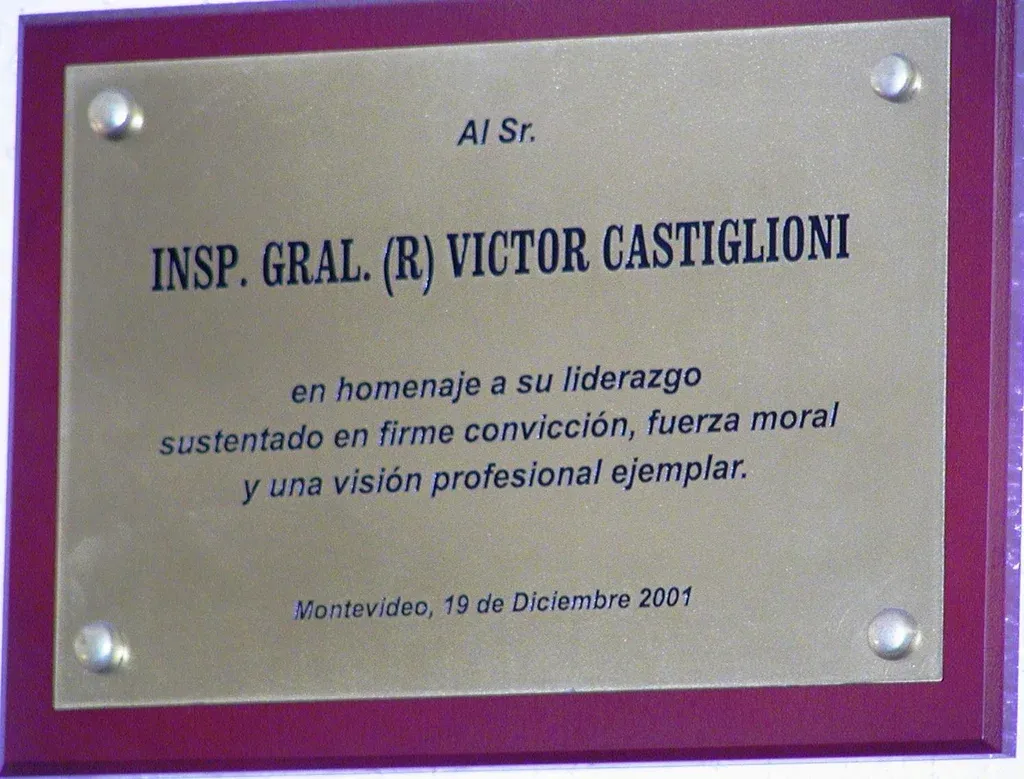 Al Sr.
INSP. GRAL. (R) VICTOR CASTIGLIONI
en homenaje a su liderazgo
sustentado en firme convicción, fuerza moral
y una visión profesional ejemplar.
Montevideo, 19 de Diciembre 2001